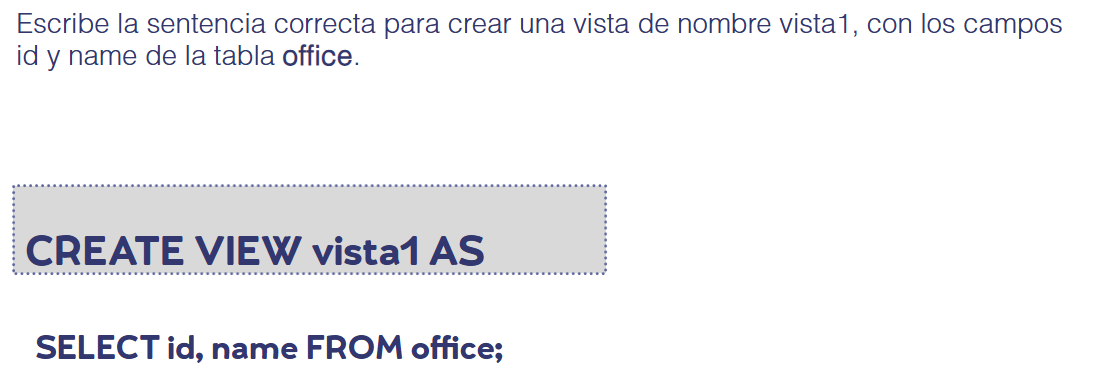 Escribe la sentencia correcta para crear una vista de nombre vista1, con los campos
id y name de la tabla office.
CREATE VIEW vista1 AS
SELECT id, name FROM office;